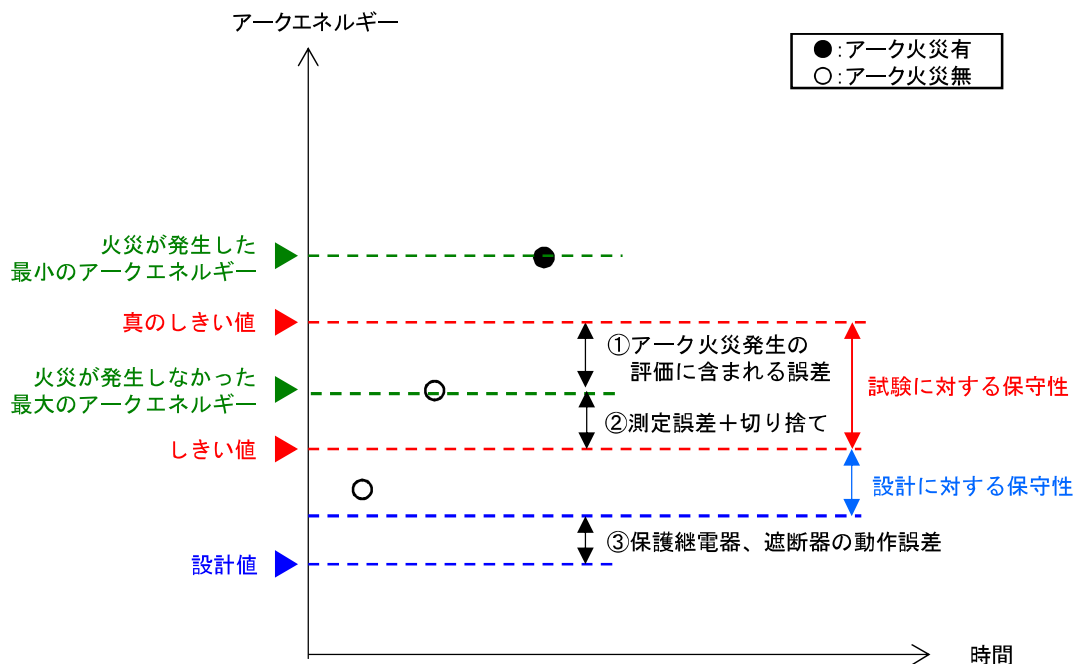 アークエネルギー
●:アーク火災有
○:アーク火災無
火災が発生した
最小のアークエネルギー
真のしきい値
①アーク火災発生の
評価に含まれる誤差
火災が発生しなかった
最大のアークエネルギー
試験に対する保守性
②測定誤差+切り捨て
しきい値
設計に対する保守性
③保護継電器、遮断器の動作誤差
設計値
時間